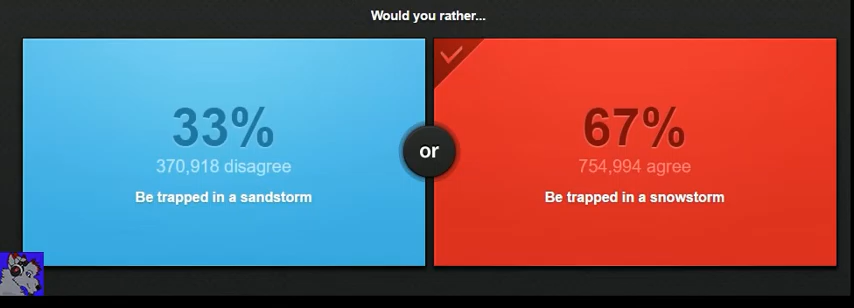 Would you rather...
33%
370,918 disagree
Be trapped in a sandstorm
or
67%
754,994 agree
Be trapped in a snowstorm